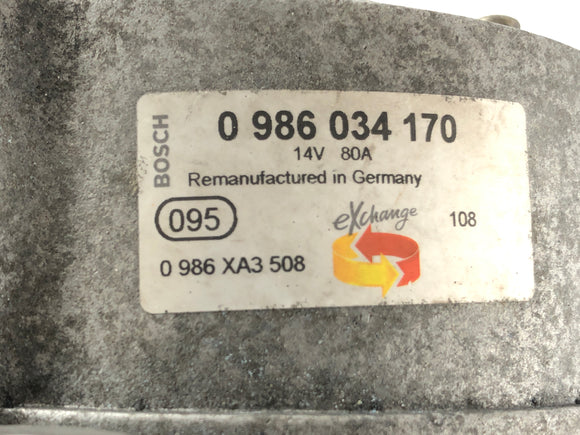 BOSCH
0 986 034 170
14V 80A
Remanufactured in Germany
095
eXchange
108
0 986 XA3 508